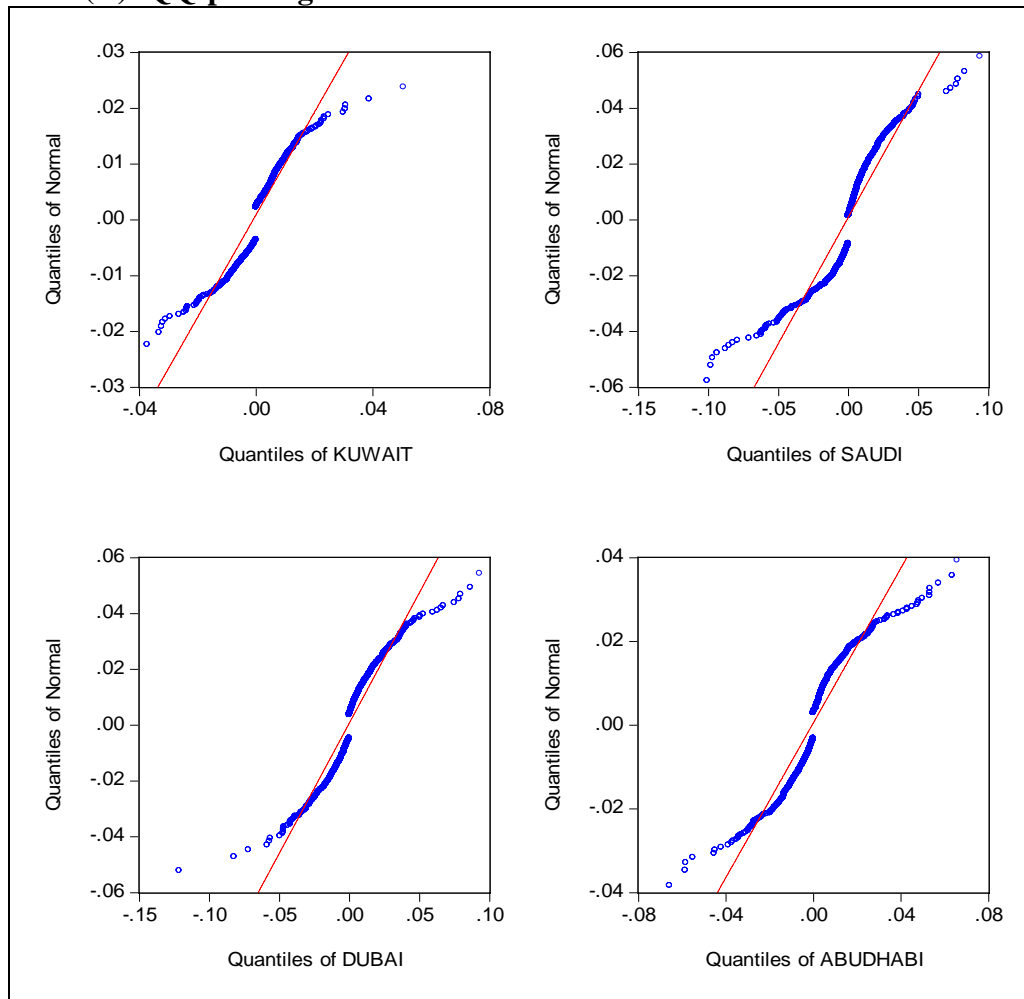 QQ
.03
.02
.01
.00
-.01
-.02
-.03
Quantiles of Normal
-.04 .00 .04 .08
Quantiles of KUWAIT
.06
.04
.02
.00
-.02
-.04
-.06
Quantiles of Normal
-.15 -.10 -.05 .00 .05 .10
Quantiles of SAUDI
.06
.04
.02
.00
-.02
-.04
-.06
Quantiles of Normal
-.15 -.10 -.05 .00 .05 .10
Quantiles of DUBAI
.04
.02
.00
-.02
-.04
Quantiles of Normal
-.08 -.04 .00 .04 .08
Quantiles of ABUDHABI